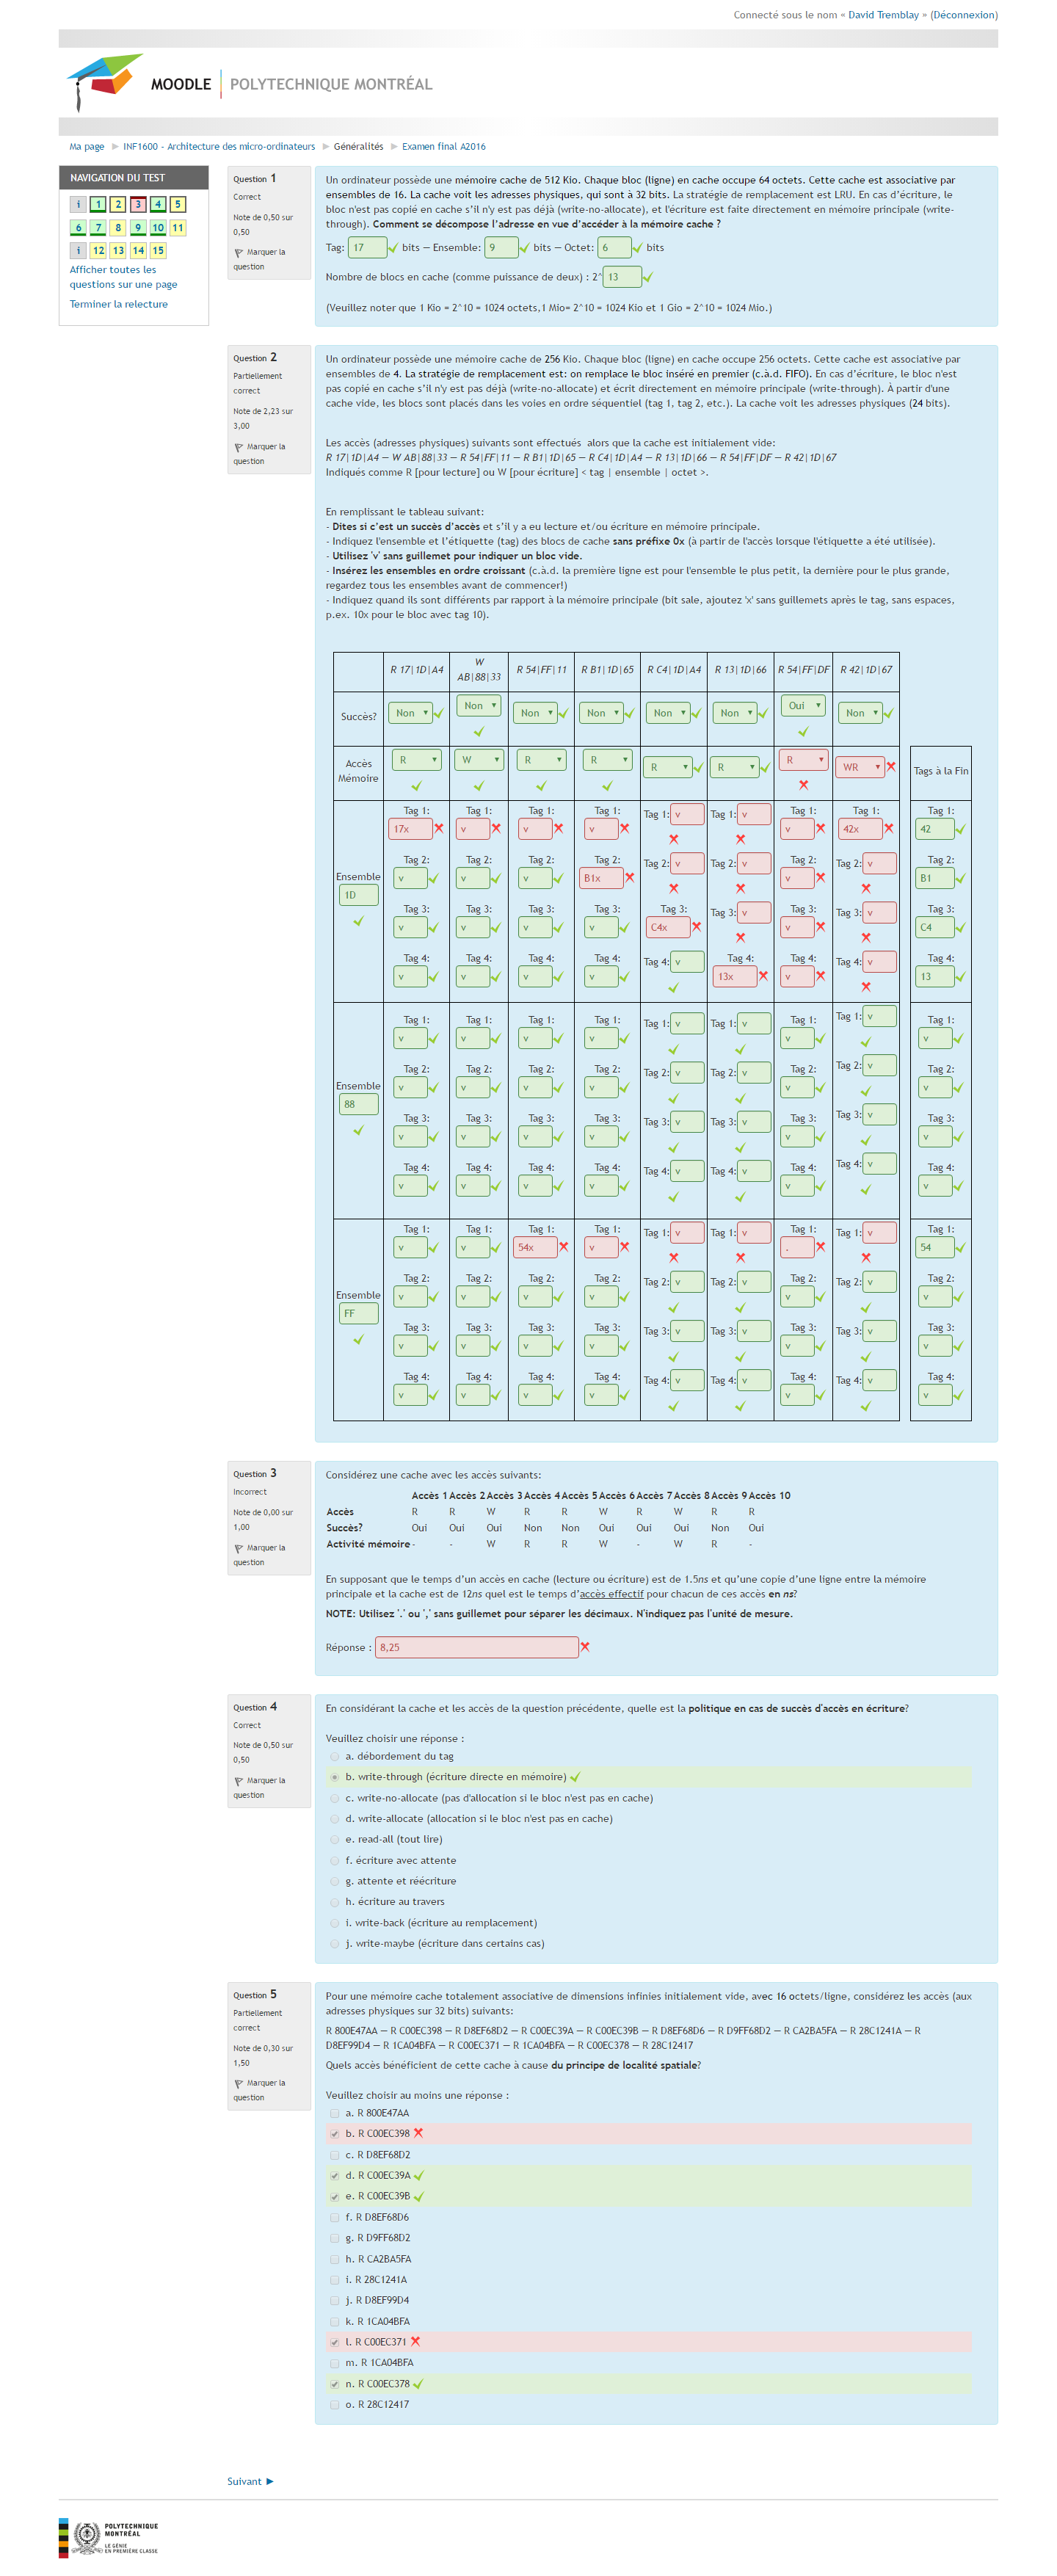 Connecté sous le nom « David Tremblay » (Déconnexion)
MOODLE | POLYTECHNIQUE MONTRÉAL
Ma page ► INF1600 - Architecture des micro-ordinateurs ► Généralités ► Examen final A2016
NAVIGATION DU TEST
i 1 2 3 4 5
6 7 8 9 10 11
i 12 13 14 15
Afficher toutes les
questions sur une page
Terminer la relecture
Question 1
Correct
Note de 0,50 sur
0,50
Marquer la
question
Un ordinateur possède une mémoire cache de 512 Kio. Chaque bloc (ligne) en cache occupe 64 octets. Cette cache est associative par
ensembles de 16. La cache voit les adresses physiques, qui sont à 32 bits. La stratégie de remplacement est LRU. En cas d'écriture, le
bloc n'est pas copié en cache s'il n'y est pas déjà (write-no-allocate), et l'écriture est faite directement en mémoire principale (write-
through). Comment se décompose l'adresse en vue d'accéder à la mémoire cache ?
Tag: 17 bits — Ensemble: 9 bits — Octet: 6 bits
Nombre de blocs en cache (comme puissance de deux) : 2^ 13
(Veuillez noter que 1 Kio = 2^10 = 1024 octets,1 Mio= 2^10 = 1024 Kio et 1 Gio = 2^10 = 1024 Mio.)
Question 2
Partiellement
correct
Note de 2,23 sur
3,00
Marquer la
question
Un ordinateur possède une mémoire cache de 256 Kio. Chaque bloc (ligne) en cache occupe 256 octets. Cette cache est associative par
ensembles de 4. La stratégie de remplacement est: on remplace le bloc inséré en premier (c.à.d. FIFO). En cas d'écriture, le bloc n'est
pas copié en cache s'il n'y est pas déjà (write-no-allocate) et écrit directement en mémoire principale (write-through). À partir d'une
cache vide, les blocs sont placés dans les voies en ordre séquentiel (tag 1, tag 2, etc.). La cache voit les adresses physiques (24 bits).
Les accès (adresses physiques) suivants sont effectués alors que la cache est initialement vide:
R 17|1D|A4 — W AB|88|33 — R 54|FF|11 — R B1|1D|65 — R C4|1D|A4 — R 13|1D|66 — R 54|FF|DF — R 42|1D|67
Indiqués comme R [pour lecture] ou W [pour écriture] < tag | ensemble | octet >.
En remplissant le tableau suivant:
- Dites si c'est un succès d'accès et s'il y a eu lecture et/ou écriture en mémoire principale.
- Indiquez l'ensemble et l'étiquette (tag) des blocs de cache sans préfixe 0x (à partir de l'accès lorsque l'étiquette a été utilisée).
- Utilisez 'v' sans guillemet pour indiquer un bloc vide.
- Insérez les ensembles en ordre croissant (c.à.d. la première ligne est pour l'ensemble le plus petit, la dernière pour le plus grande,
regardez tous les ensembles avant de commencer!)
- Indiquez quand ils sont différents par rapport à la mémoire principale (bit sale, ajoutez 'x' sans guillemets après le tag, sans espaces,
p.ex. 10x pour le bloc avec tag 10).
R 17|1D|A4 W AB|88|33 R 54|FF|11 R B1|1D|65 R C4|1D|A4 R 13|1D|66 R 54|FF|DF R 42|1D|67
Succès? Non Non Non Non Non Non Oui Non
Accès Mémoire R W R R R R R WR Tags à la Fin
Ensemble 1D
Tag 1: 17x Tag 1: v Tag 1: v Tag 1: v Tag 1: v Tag 1: v Tag 1: v Tag 1: 42x Tag 1: 42
Tag 2: v Tag 2: v Tag 2: v Tag 2: B1x Tag 2: v Tag 2: v Tag 2: v Tag 2: v Tag 2: B1
Tag 3: v Tag 3: v Tag 3: v Tag 3: v Tag 3: C4x Tag 3: v Tag 3: v Tag 3: v Tag 3: C4
Tag 4: v Tag 4: v Tag 4: v Tag 4: v Tag 4: v Tag 4: 13x Tag 4: v Tag 4: v Tag 4: 13
Ensemble 88
Tag 1: v Tag 1: v Tag 1: v Tag 1: v Tag 1: v Tag 1: v Tag 1: v Tag 1: v Tag 1: v
Tag 2: v Tag 2: v Tag 2: v Tag 2: v Tag 2: v Tag 2: v Tag 2: v Tag 2: v Tag 2: v
Tag 3: v Tag 3: v Tag 3: v Tag 3: v Tag 3: v Tag 3: v Tag 3: v Tag 3: v Tag 3: v
Tag 4: v Tag 4: v Tag 4: v Tag 4: v Tag 4: v Tag 4: v Tag 4: v Tag 4: v Tag 4: v
Ensemble FF
Tag 1: v Tag 1: v Tag 1: 54x Tag 1: v Tag 1: v Tag 1: v Tag 1: . Tag 1: v Tag 1: 54
Tag 2: v Tag 2: v Tag 2: v Tag 2: v Tag 2: v Tag 2: v Tag 2: v Tag 2: v Tag 2: v
Tag 3: v Tag 3: v Tag 3: v Tag 3: v Tag 3: v Tag 3: v Tag 3: v Tag 3: v Tag 3: v
Tag 4: v Tag 4: v Tag 4: v Tag 4: v Tag 4: v Tag 4: v Tag 4: v Tag 4: v Tag 4: v
Question 3
Incorrect
Note de 0,00 sur
1,00
Marquer la
question
Considérez une cache avec les accès suivants:
Accès 1 Accès 2 Accès 3 Accès 4 Accès 5 Accès 6 Accès 7 Accès 8 Accès 9 Accès 10
Accès R R W R R W R W R R
Succès? Oui Oui Oui Non Non Oui Oui Oui Non Oui
Activité mémoire - - W R R W - W R -
En supposant que le temps d'un accès en cache (lecture ou écriture) est de 1.5ns et qu'une copie d'une ligne entre la mémoire
principale et la cache est de 12ns quel est le temps d'accès effectif pour chacun de ces accès en ns?
NOTE: Utilisez '.' ou ',' sans guillemet pour séparer les décimaux. N'indiquez pas l'unité de mesure.
Réponse : 8,25
Question 4
Correct
Note de 0,50 sur
0,50
Marquer la
question
En considérant la cache et les accès de la question précédente, quelle est la politique en cas de succès d'accès en écriture?
Veuillez choisir une réponse :
a. débordement du tag
b. write-through (écriture directe en mémoire)
c. write-no-allocate (pas d'allocation si le bloc n'est pas en cache)
d. write-allocate (allocation si le bloc n'est pas en cache)
e. read-all (tout lire)
f. écriture avec attente
g. attente et réécriture
h. écriture au travers
i. write-back (écriture au remplacement)
j. write-maybe (écriture dans certains cas)
Question 5
Partiellement
correct
Note de 0,30 sur
1,50
Marquer la
question
Pour une mémoire cache totalement associative de dimensions infinies initialement vide, avec 16 octets/ligne, considérez les accès (aux
adresses physiques sur 32 bits) suivants:
R 800E47AA — R C00EC398 — R D8EF68D2 — R C00EC39A — R C00EC39B — R D8EF68D6 — R D9FF68D2 — R CA2BA5FA — R 28C1241A — R
D8EF99D4 — R 1CA04BFA — R C00EC371 — R 1CA04BFA — R C00EC378 — R 28C12417
Quels accès bénéficient de cette cache à cause du principe de localité spatiale?
Veuillez choisir au moins une réponse :
a. R 800E47AA
b. R C00EC398
c. R D8EF68D2
d. R C00EC39A
e. R C00EC39B
f. R D8EF68D6
g. R D9FF68D2
h. R CA2BA5FA
i. R 28C1241A
j. R D8EF99D4
k. R 1CA04BFA
l. R C00EC371
m. R 1CA04BFA
n. R C00EC378
o. R 28C12417
Suivant ►
POLYTECHNIQUE
MONTRÉAL
LE GÉNIE
EN PREMIÈRE CLASSE